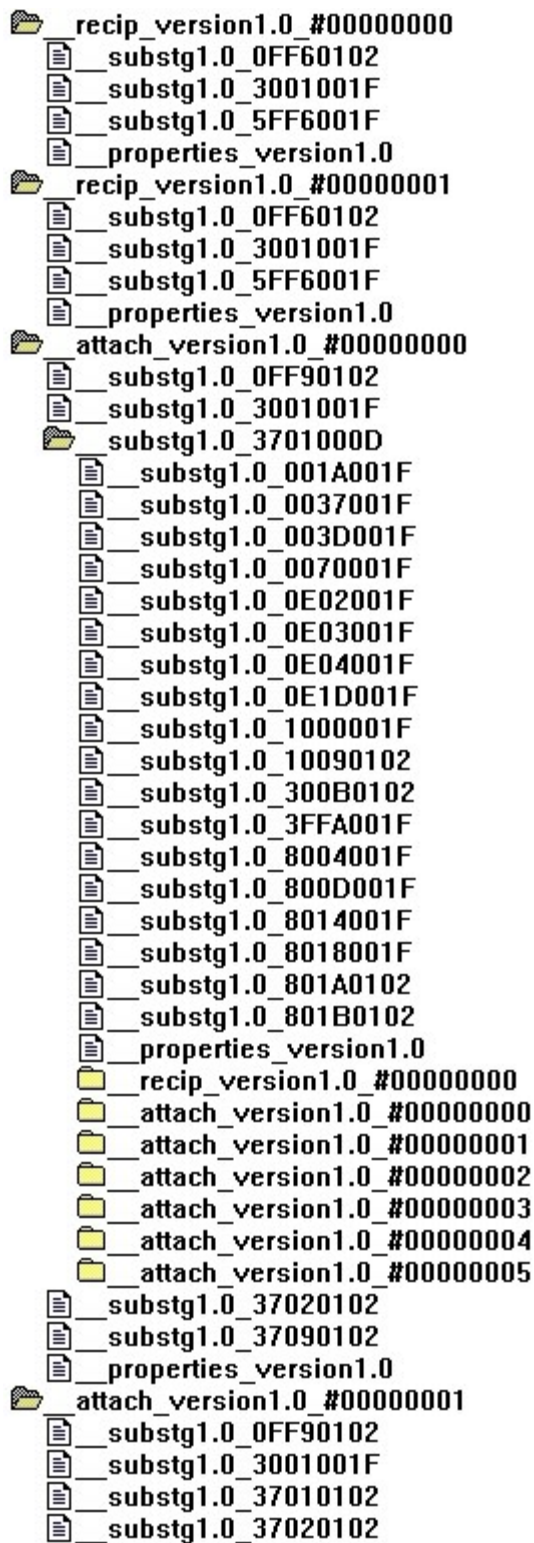 __recip_version1.0_#00000000
__substg1.0_0FF60102
__substg1.0_3001001F
__substg1.0_5FF6001F
__properties_version1.0
__recip_version1.0_#00000001
__substg1.0_0FF60102
__substg1.0_3001001F
__substg1.0_5FF6001F
__properties_version1.0
__attach_version1.0_#00000000
__substg1.0_0FF90102
__substg1.0_3001001F
__substg1.0_3701000D
__substg1.0_001A001F
__substg1.0_0037001F
__substg1.0_003D001F
__substg1.0_0070001F
__substg1.0_0E02001F
__substg1.0_0E03001F
__substg1.0_0E04001F
__substg1.0_0E1D001F
__substg1.0_1000001F
__substg1.0_10090102
__substg1.0_300B0102
__substg1.0_3FFA001F
__substg1.0_8004001F
__substg1.0_800D001F
__substg1.0_8014001F
__substg1.0_8018001F
__substg1.0_801A0102
__substg1.0_801B0102
__properties_version1.0
__recip_version1.0_#00000000
__attach_version1.0_#00000000
__attach_version1.0_#00000001
__attach_version1.0_#00000002
__attach_version1.0_#00000003
__attach_version1.0_#00000004
__attach_version1.0_#00000005
__substg1.0_37020102
__substg1.0_37090102
__properties_version1.0
__attach_version1.0_#00000001
__substg1.0_0FF90102
__substg1.0_3001001F
__substg1.0_37010102
__substg1.0_37020102